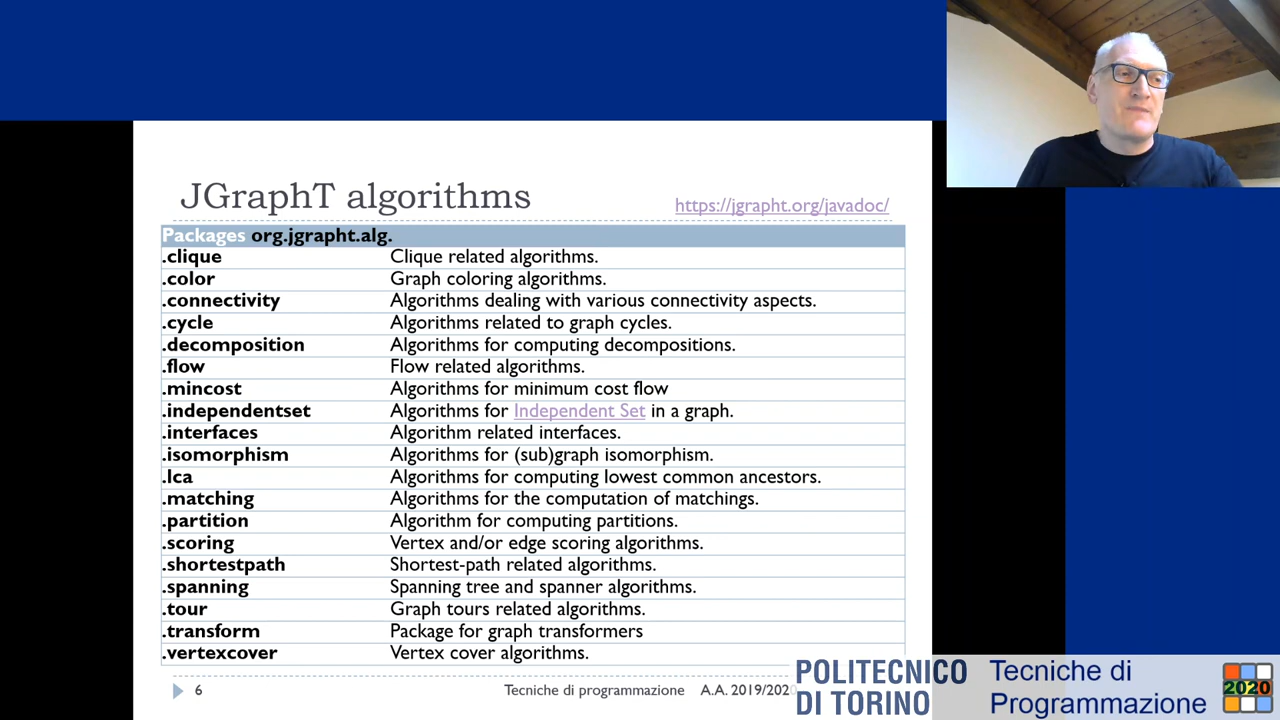 JGraphT algorithms
https://jgrapht.org/javadoc/
Packages org.jgrapht.alg.
.clique Clique related algorithms.
.color Graph coloring algorithms.
.connectivity Algorithms dealing with various connectivity aspects.
.cycle Algorithms related to graph cycles.
.decomposition Algorithms for computing decompositions.
.flow Flow related algorithms.
.mincost Algorithms for minimum cost flow
.independentset Algorithms for Independent Set in a graph.
.interfaces Algorithm related interfaces.
.isomorphism Algorithms for (sub)graph isomorphism.
.lca Algorithms for computing lowest common ancestors.
.matching Algorithms for the computation of matchings.
.partition Algorithm for computing partitions.
.scoring Vertex and/or edge scoring algorithms.
.shortestpath Shortest-path related algorithms.
.spanning Spanning tree and spanner algorithms.
.tour Graph tours related algorithms.
.transform Package for graph transformers
.vertexcover Vertex cover algorithms.
6 Tecniche di programmazione A.A. 2019/2020
POLITECNICO
DI TORINO
Tecniche di
Programmazione
2020